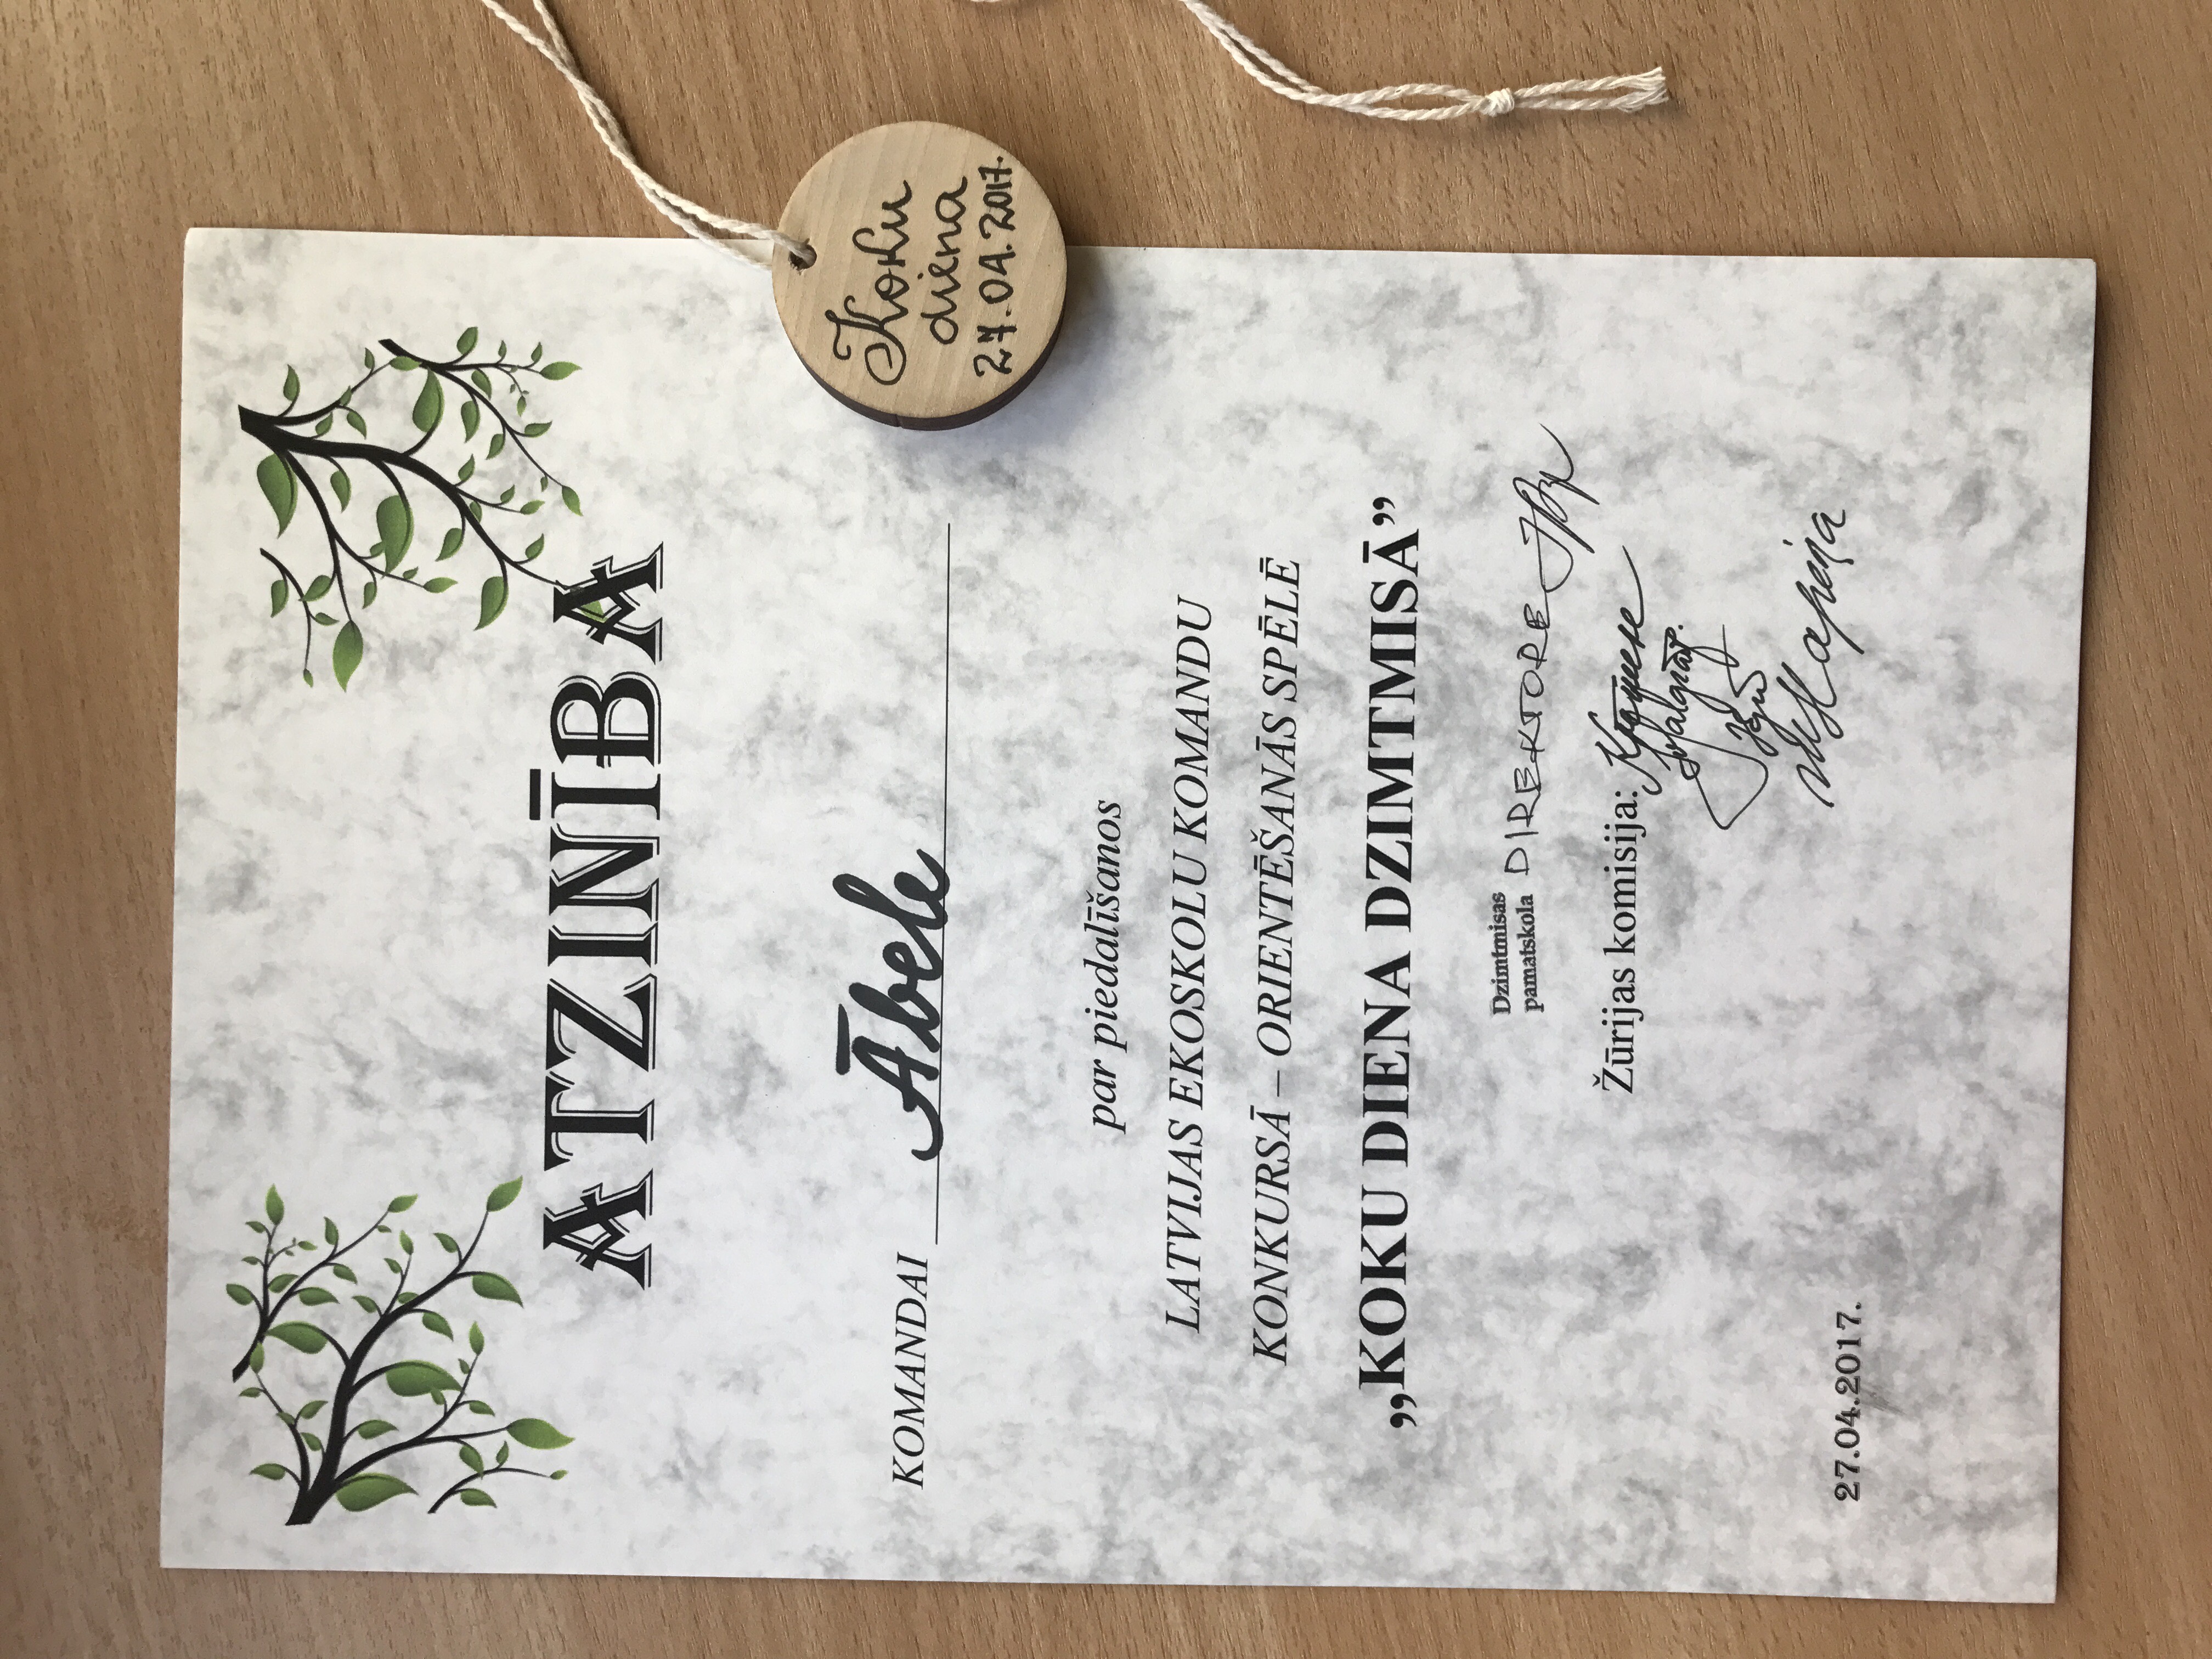 ATZINĪBA
KOMANDAI Ābele
par piedalīšanos
LATVIJAS EKOSKOLU KOMANDU
KONKURSĀ – ORIENTĒŠANĀS SPĒLĒ
„KOKU DIENA DZIMTMISĀ”
Dzimtmisas
pamatskola DIREKTORE
Žūrijas komisija:
27.04.2017.
Koku
diena
27.04.2017.